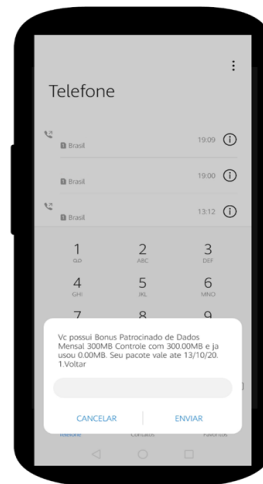 Telefone
Brasil
19:09
Brasil
19:00
Brasil
13:12
1 2 3
ABC DEF
4 5 6
GHI JKL MNO
7 8 9
Vc possui Bonus Patrocinado de Dados
Mensal 300MB Controle com 300.00MB e ja
usou 0.00MB. Seu pacote vale ate 13/10/20.
1.Voltar
CANCELAR ENVIAR